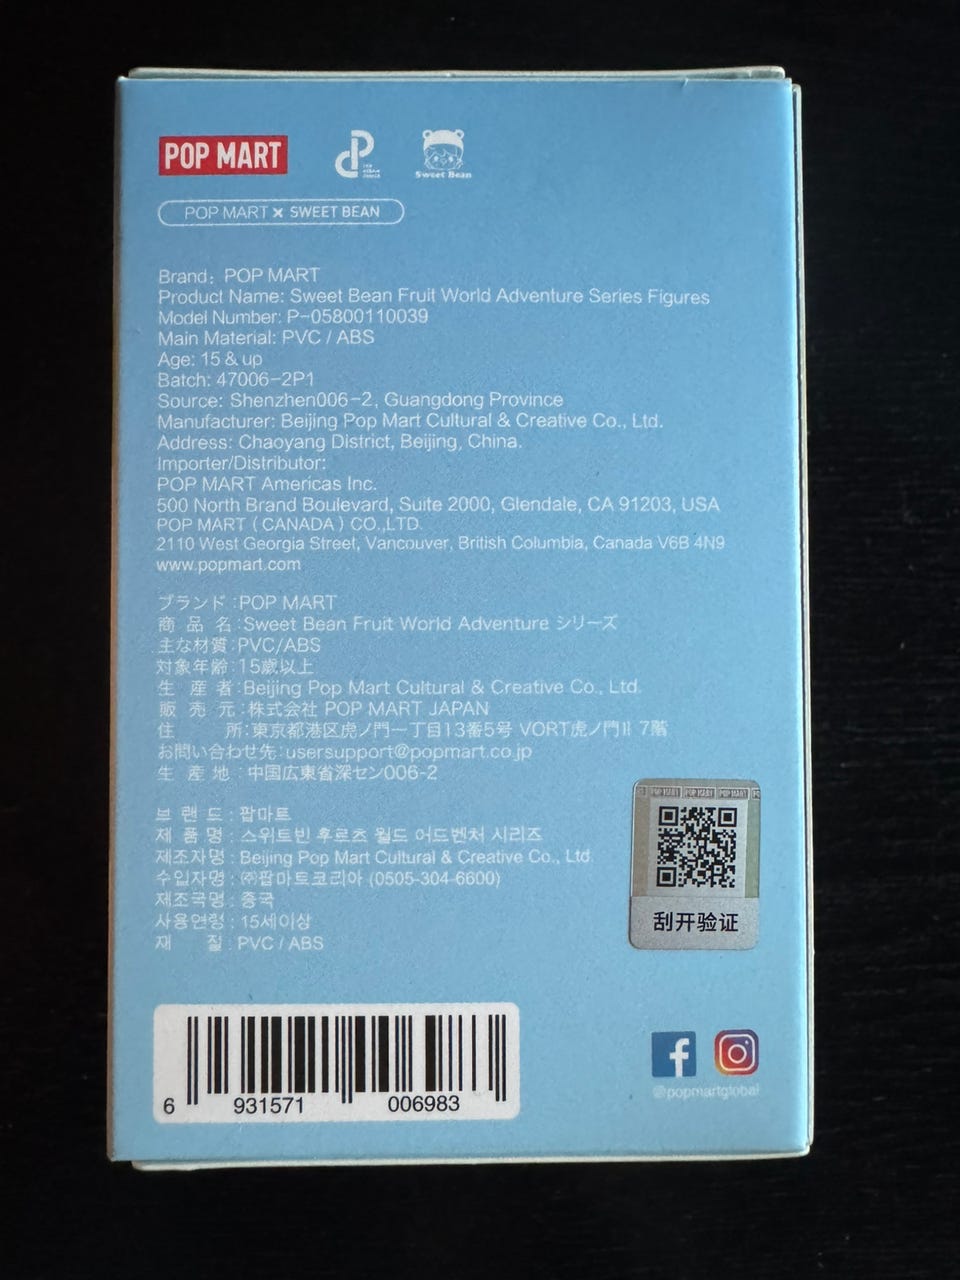 POP MART
Sweet Bean
POP MART × SWEET BEAN
Brand: POP MART
Product Name: Sweet Bean Fruit World Adventure Series Figures
Model Number: P-05800110039
Main Material: PVC / ABS
Age: 15 & up
Batch: 47006-2P1
Source: Shenzhen006-2, Guangdong Province
Manufacturer: Beijing Pop Mart Cultural & Creative Co., Ltd.
Address: Chaoyang District, Beijing, China.
Importer/Distributor:
POP MART Americas Inc.
500 North Brand Boulevard, Suite 2000, Glendale, CA 91203, USA
POP MART (CANADA) CO.,LTD.
2110 West Georgia Street, Vancouver, British Columbia, Canada V6B 4N9
www.popmart.com
ブランド:POP MART
商 品 名:Sweet Bean Fruit World Adventure シリーズ
主な材質:PVC/ABS
対象年齢:15歳以上
生 産 者:Beijing Pop Mart Cultural & Creative Co., Ltd.
販 売 元:株式会社 POP MART JAPAN
住 所:東京都港区虎ノ門一丁目13番5号 VORT虎ノ門II 7階
お問い合わせ先:usersupport@popmart.co.jp
生 産 地:中国広東省深セン006-2
브 랜 드 : 팝마트
제 품 명 : 스위트빈 후르츠 월드 어드벤처 시리즈
제조자명 : Beijing Pop Mart Cultural & Creative Co., Ltd.
수입자명 : ㈜팝마트코리아 (0505-304-6600)
제조국명 : 중국
사용연령 : 15세이상
재 질 : PVC / ABS
POP MART POP MART POP MART
刮开验证
6 931571 006983
@popmartglobal